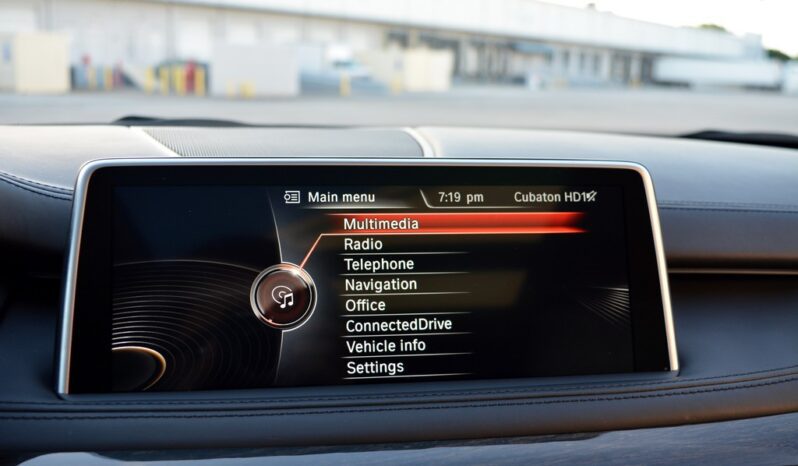 Main menu 7:19 pm Cubaton HD1
Multimedia
Radio
Telephone
Navigation
Office
ConnectedDrive
Vehicle info
Settings